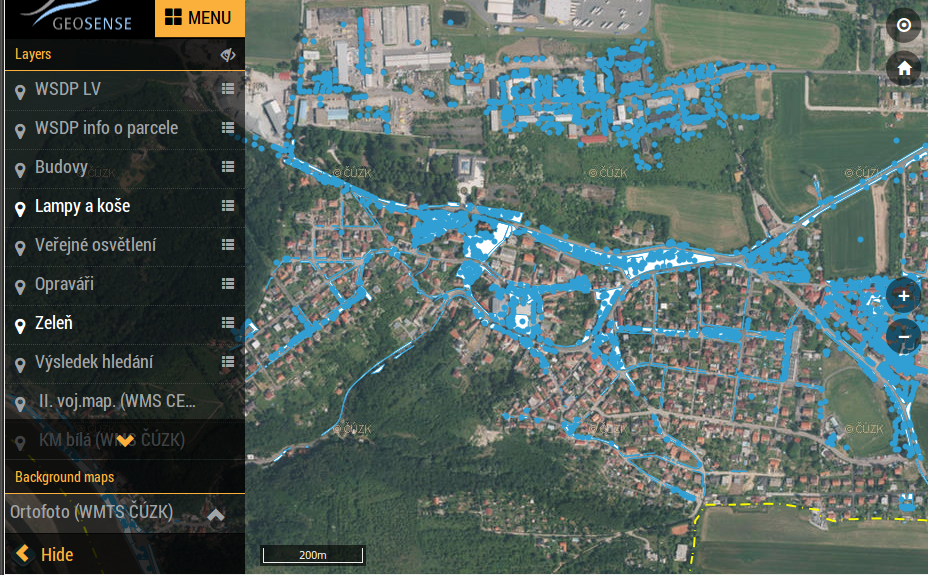 GEOSENSE
MENU
Layers
WSDP LV
WSDP info o parcele
Budovy
Lampy a koše
Veřejné osvětlení
Opraváři
Zeleň
Výsledek hledání
II. voj.map. (WMS CE...
KM bílá (WMS ČÚZK)
Background maps
Ortofoto (WMTS ČÚZK)
Hide
© ČÚZK
© ČÚZK
© ČÚZK
© ČÚZK
© ČÚZK
© ČÚZK
ČÚZK
200m